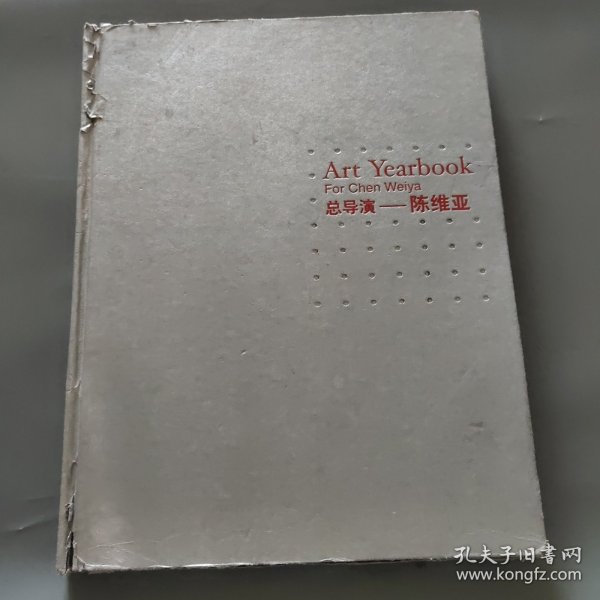 Art Yearbook
For Chen Weiya
总导演——陈维亚
孔夫子旧書网
www.kongfz.com